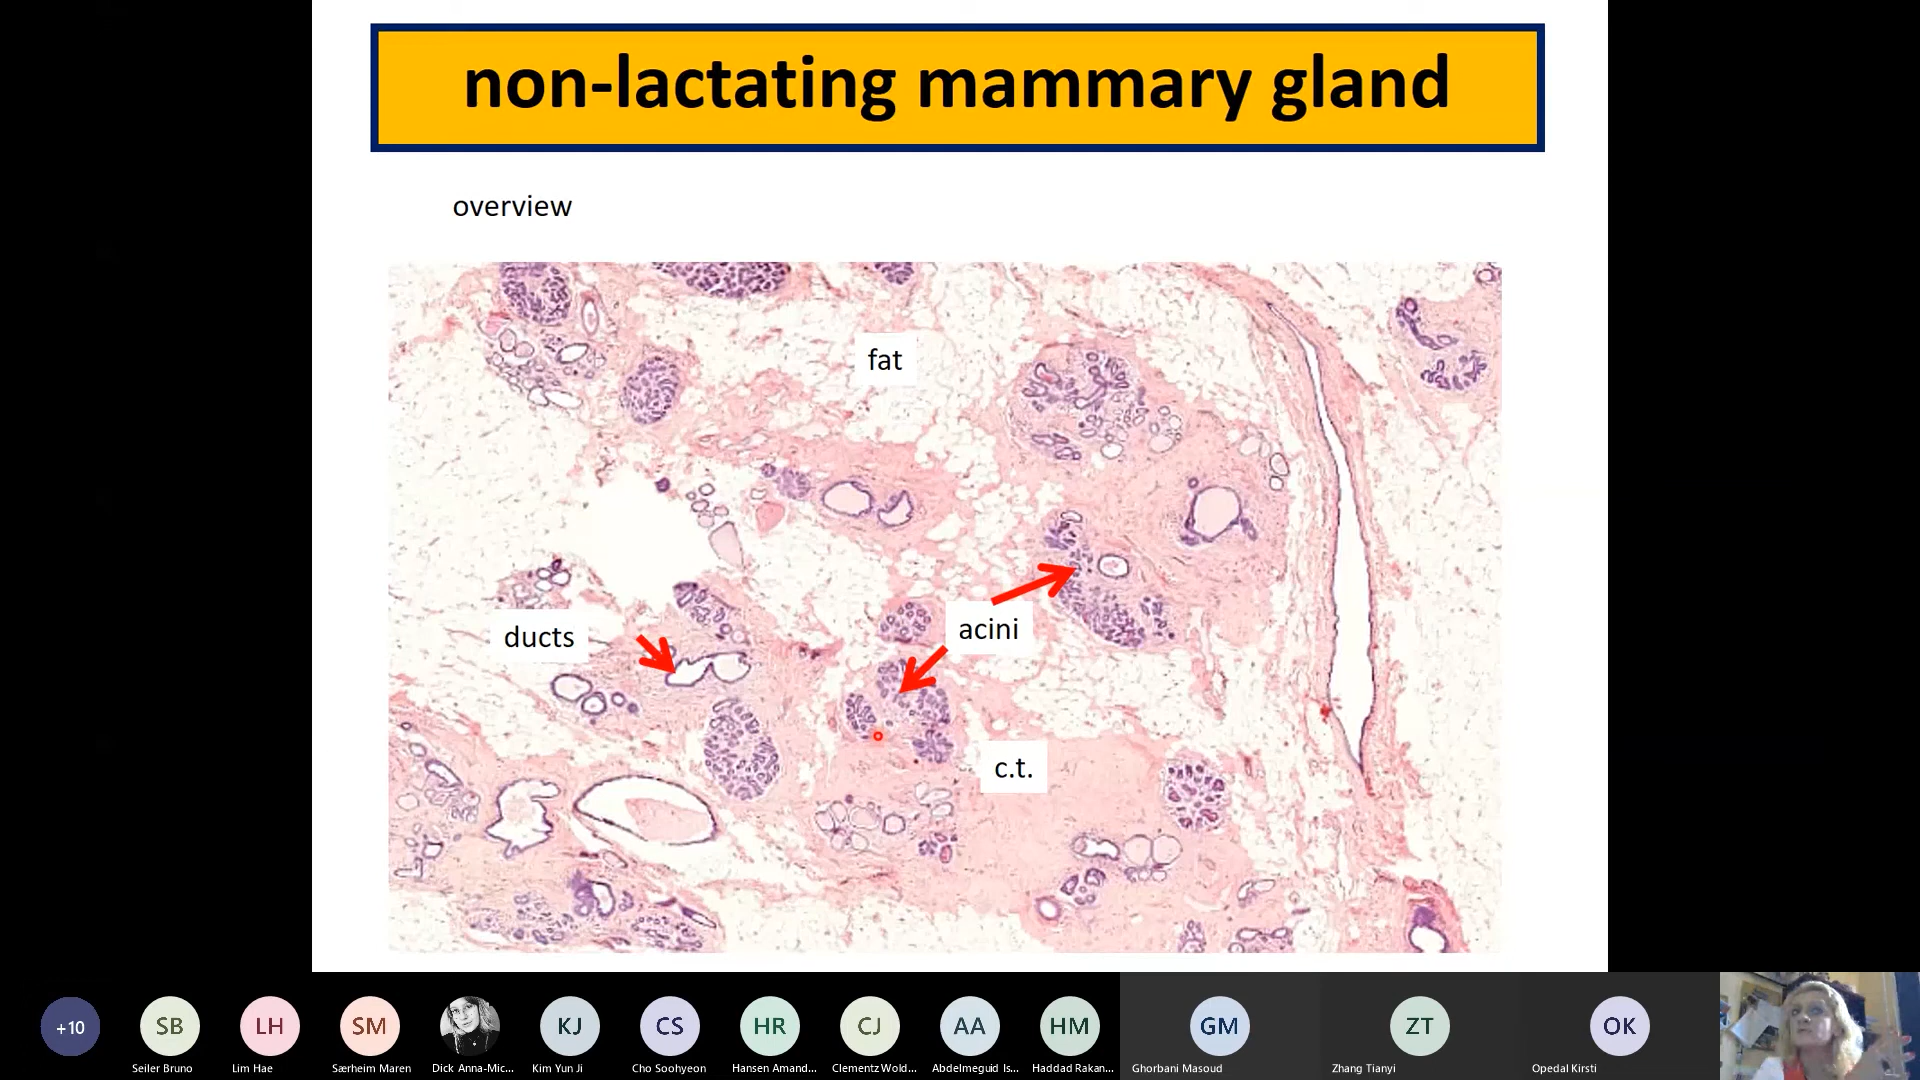 non-lactating mammary gland
overview
fat
acini
ducts
c.t.
+10
SB
LH
SM
KJ
CS
HR
CJ
AA
HM
GM
ZT
OK
Seiler Bruno
Lim Hae
Særheim Maren
Dick Anna-Mic...
Kim Yun Ji
Cho Soohyeon
Hansen Amand...
Clementz Wold...
Abdelmeguid Is...
Haddad Rakan...
Ghorbani Masoud
Zhang Tianyi
Opedal Kirsti